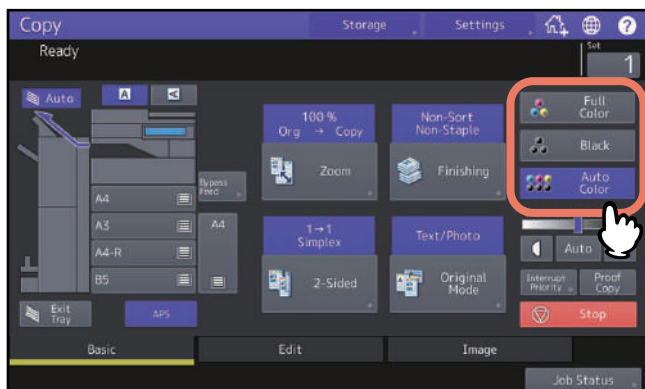 Copy
Storage
Settings
?
Ready
Set
1
Auto
A
A
100 %
Org → Copy
Zoom
Non-Sort
Non-Staple
Finishing
Full
Color
Black
Auto
Color
A4
A3
A4-R
B5
Bypass
Feed
A4
1→1
Simplex
2-Sided
Text/Photo
Original
Mode
Auto
Interrupt
Priority
Proof
Copy
Exit
Tray
APS
Stop
Basic
Edit
Image
Job Status